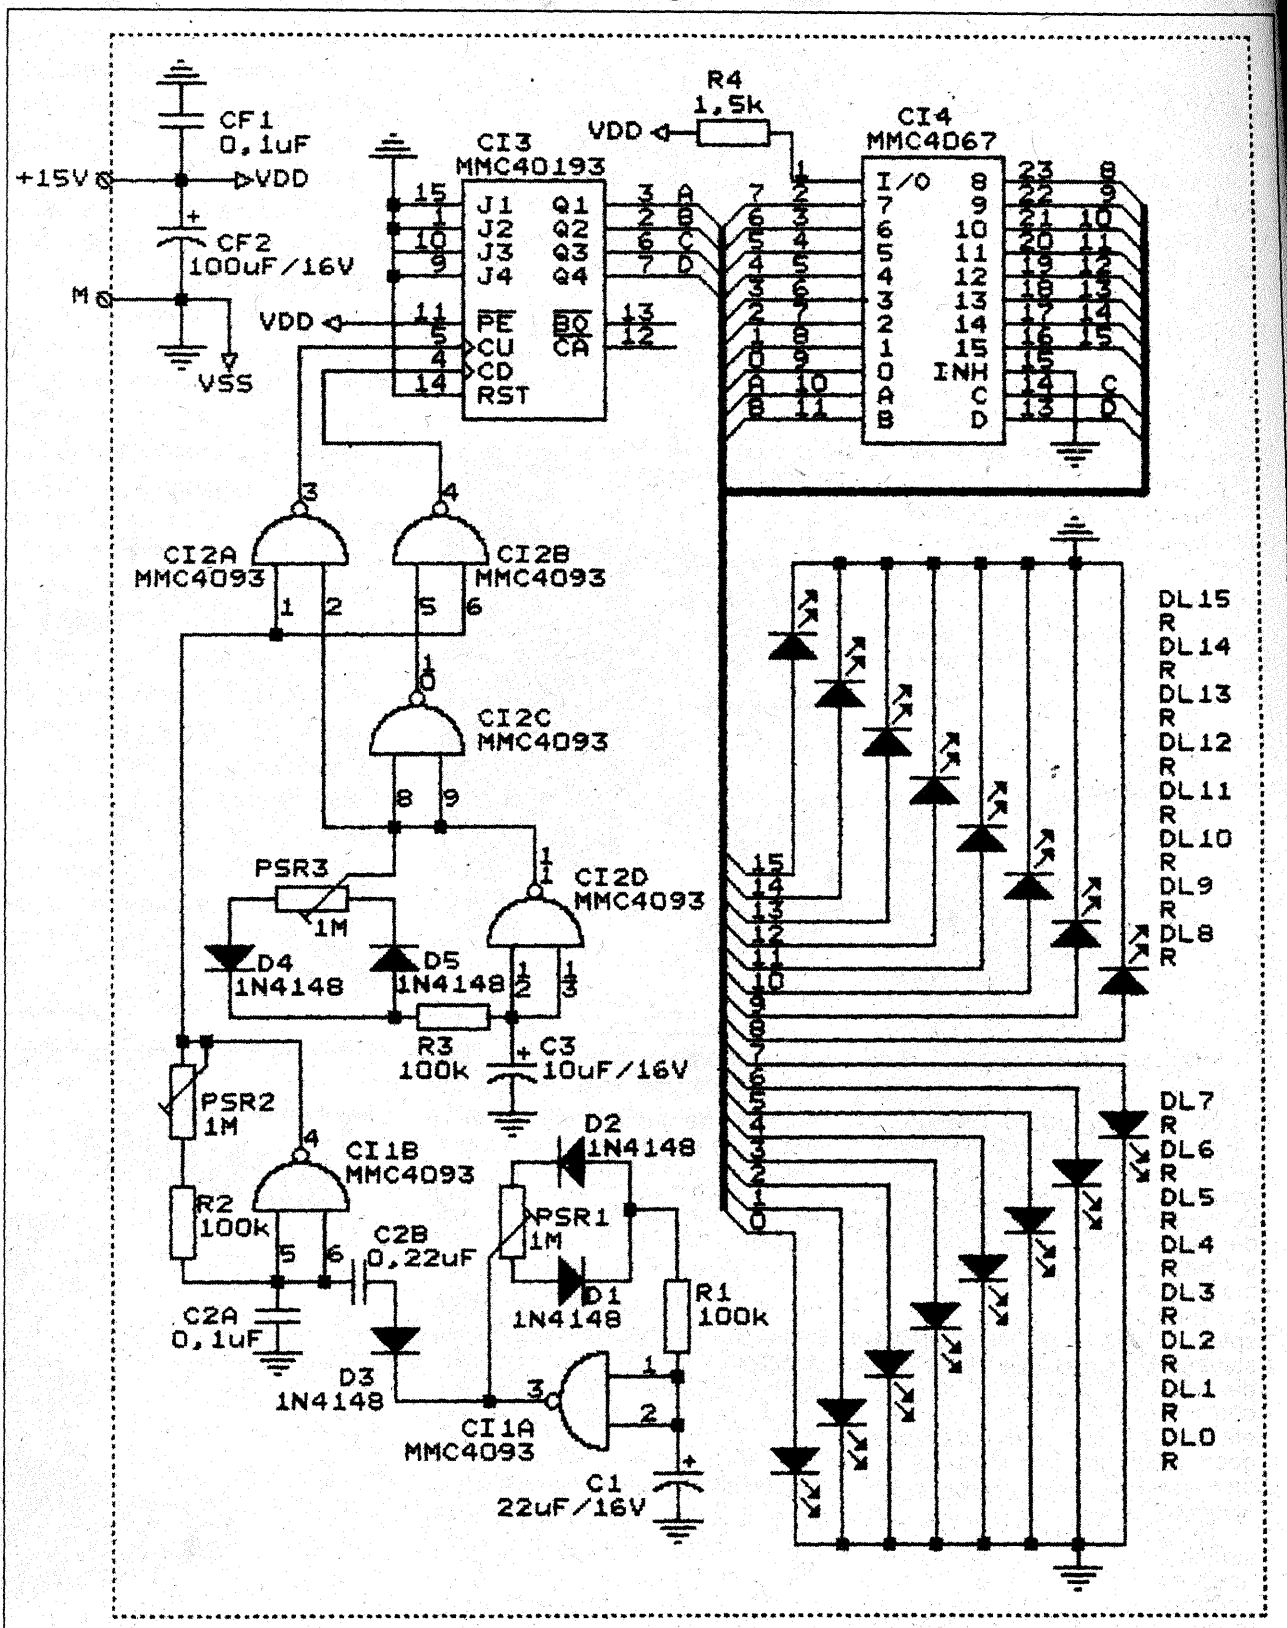 CF1
0,1uF
+15V
VDD
+
CF2
100uF/16V
M
VSS
CI3
MMC40193
15 J1 Q1 3 A
1 J2 Q2 2 B
10 J3 Q3 6 C
9 J4 Q4 7 D
VDD 11 PE BO 13
5 CU CA 12
4 CD
14 RST
R4
1,5k
VDD
CI4
MMC4067
1 I/O 8 23 8
7 2 7 9 22 9
6 3 6 10 21 10
5 4 5 11 20 11
4 5 4 12 19 12
3 6 3 13 18 13
2 7 2 14 17 14
1 8 1 15 16 15
0 9 0 INH 15
A 10 A C 14 C
B 11 B D 13 D
3
4
CI2A
MMC4093
CI2B
MMC4093
1 2 5 6
10
CI2C
MMC4093
8 9
PSR3
1M
11
CI2D
MMC4093
D4
1N4148
D5
1N4148
12
13
R3
100k
+
C3
10uF/16V
PSR2
1M
4
CI1B
MMC4093
R2
100k
5 6
C2B
0,22uF
C2A
0,1uF
D2
1N4148
PSR1
1M
D1
1N4148
R1
100k
D3
1N4148
3
1
2
CI1A
MMC4093
+
C1
22uF/16V
15
14
13
12
11
10
9
8
7
6
5
4
3
2
1
0
DL15
R
DL14
R
DL13
R
DL12
R
DL11
R
DL10
R
DL9
R
DL8
R
DL7
R
DL6
R
DL5
R
DL4
R
DL3
R
DL2
R
DL1
R
DL0
R